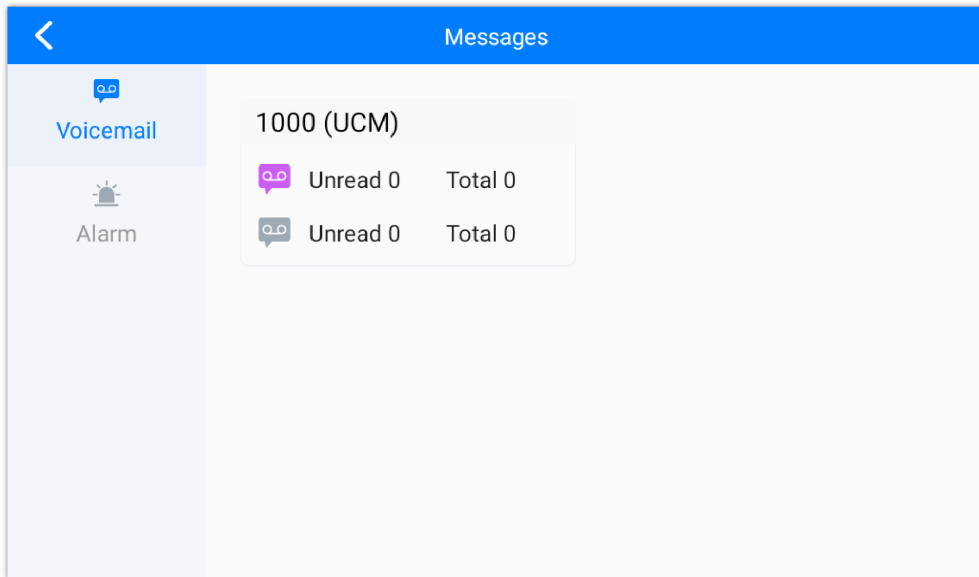 Messages
Voicemail
Alarm
1000 (UCM)
Unread 0 Total 0
Unread 0 Total 0